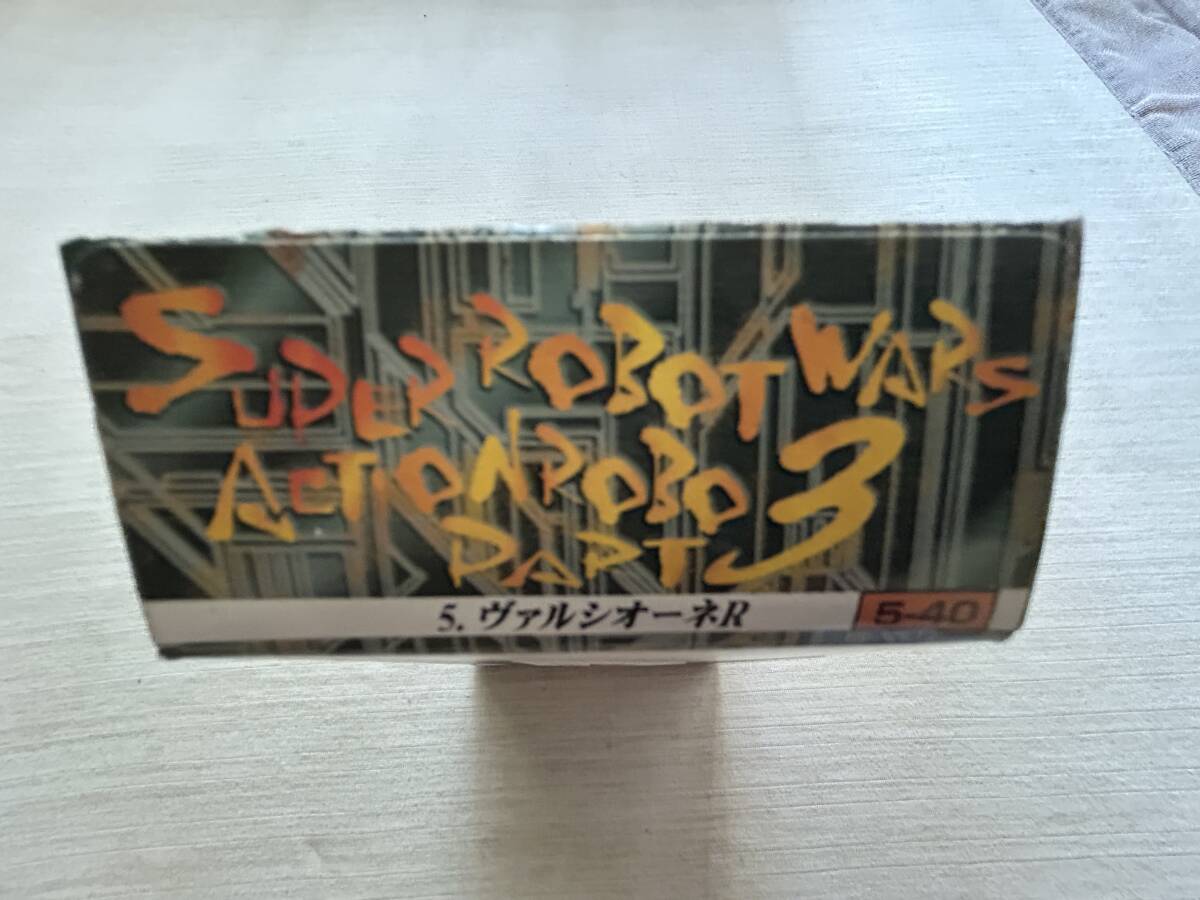 SUPER ROBOT WARS
ACTION ROBO
PART 3
5. ヴァルシオーネR 5-40